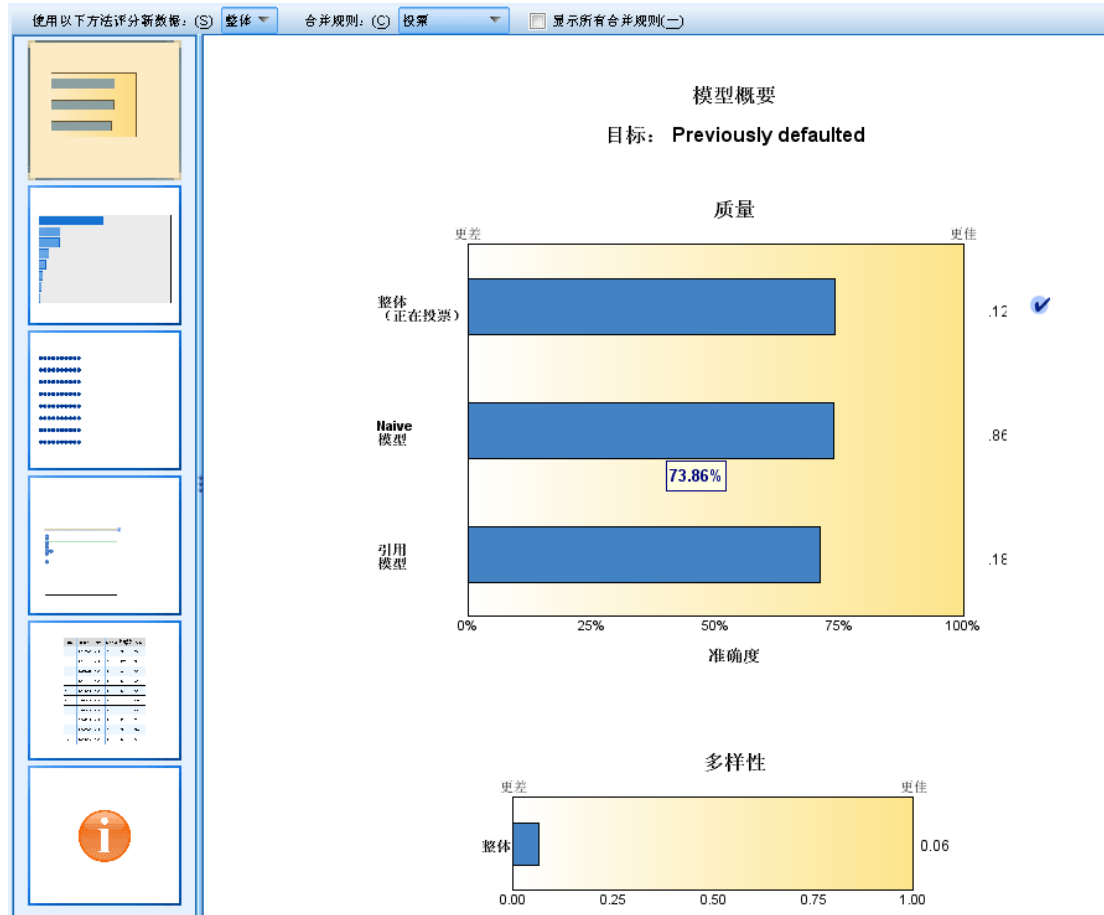 使用以下方法评分新数据：(S) 整体 合并规则：(C) 投票 显示所有合并规则(一)
模型概要
目标： Previously defaulted
质量
更差 更佳
整体
（正在投票）
.12
Naive
模型
.86
73.86%
引用
模型
.18
0% 25% 50% 75% 100%
准确度
多样性
更差 更佳
整体 0.06
0.00 0.25 0.50 0.75 1.00